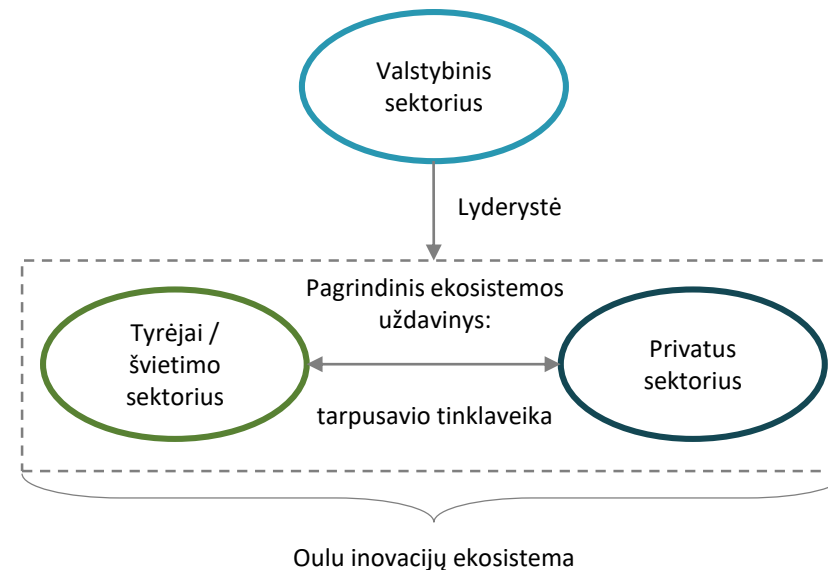 Valstybinis
sektorius
Lyderystė
Pagrindinis ekosistemos
uždavinys:
Tyrėjai /
švietimo
sektorius
Privatus
sektorius
tarpusavio tinklaveika
Oulu inovacijų ekosistema